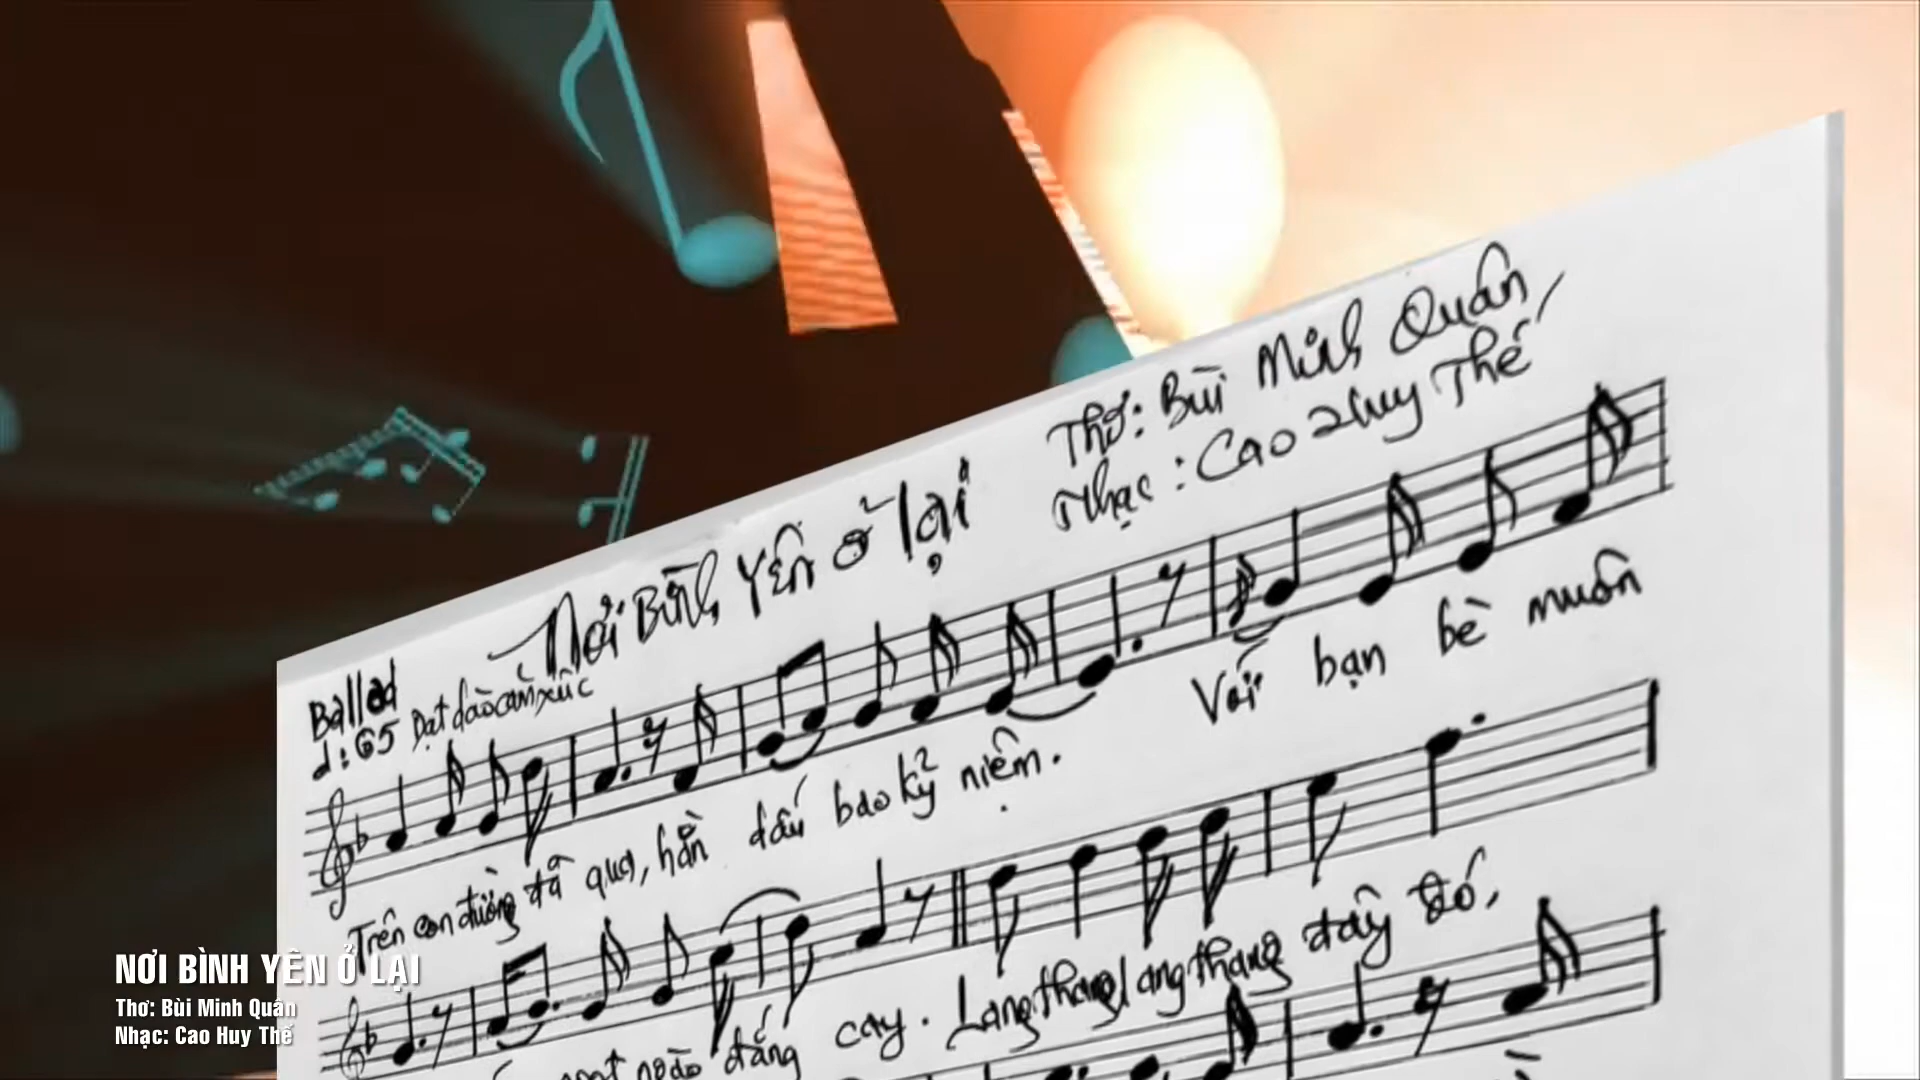 Thơ: Bùi Minh Quân
Nhạc: Cao Huy Thế
Nơi Bình Yên ở lại
Ballad
♩: 65 Dạt dào cảm xúc
Trên con đường đã qua, hằn dấu bao kỷ niệm. Với bạn bè muôn
ngọt ngào đắng cay. Lang thang lang thang đây đó,
NƠI BÌNH YÊN Ở LẠI
Thơ: Bùi Minh Quân
Nhạc: Cao Huy Thế